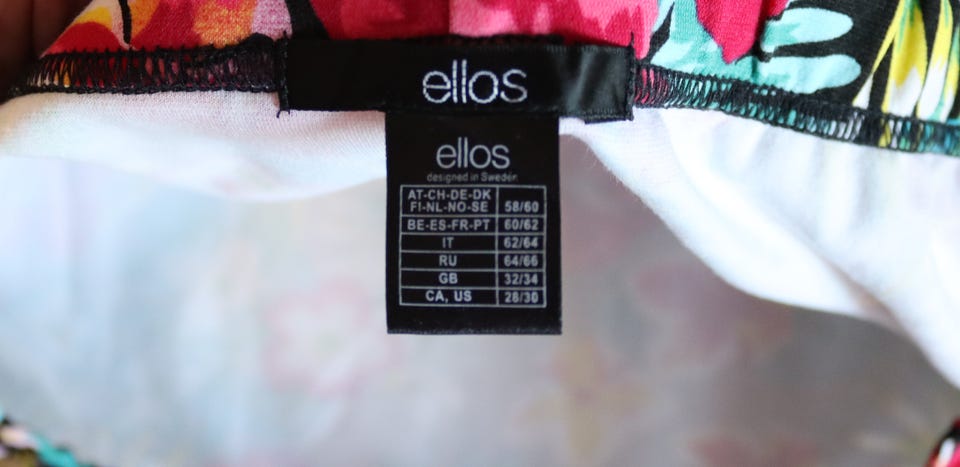 ellos
ellos
designed in Sweden
AT-CH-DE-DK
FI-NL-NO-SE 58/60
BE-ES-FR-PT 60/62
IT 62/64
RU 64/66
GB 32/34
CA, US 28/30